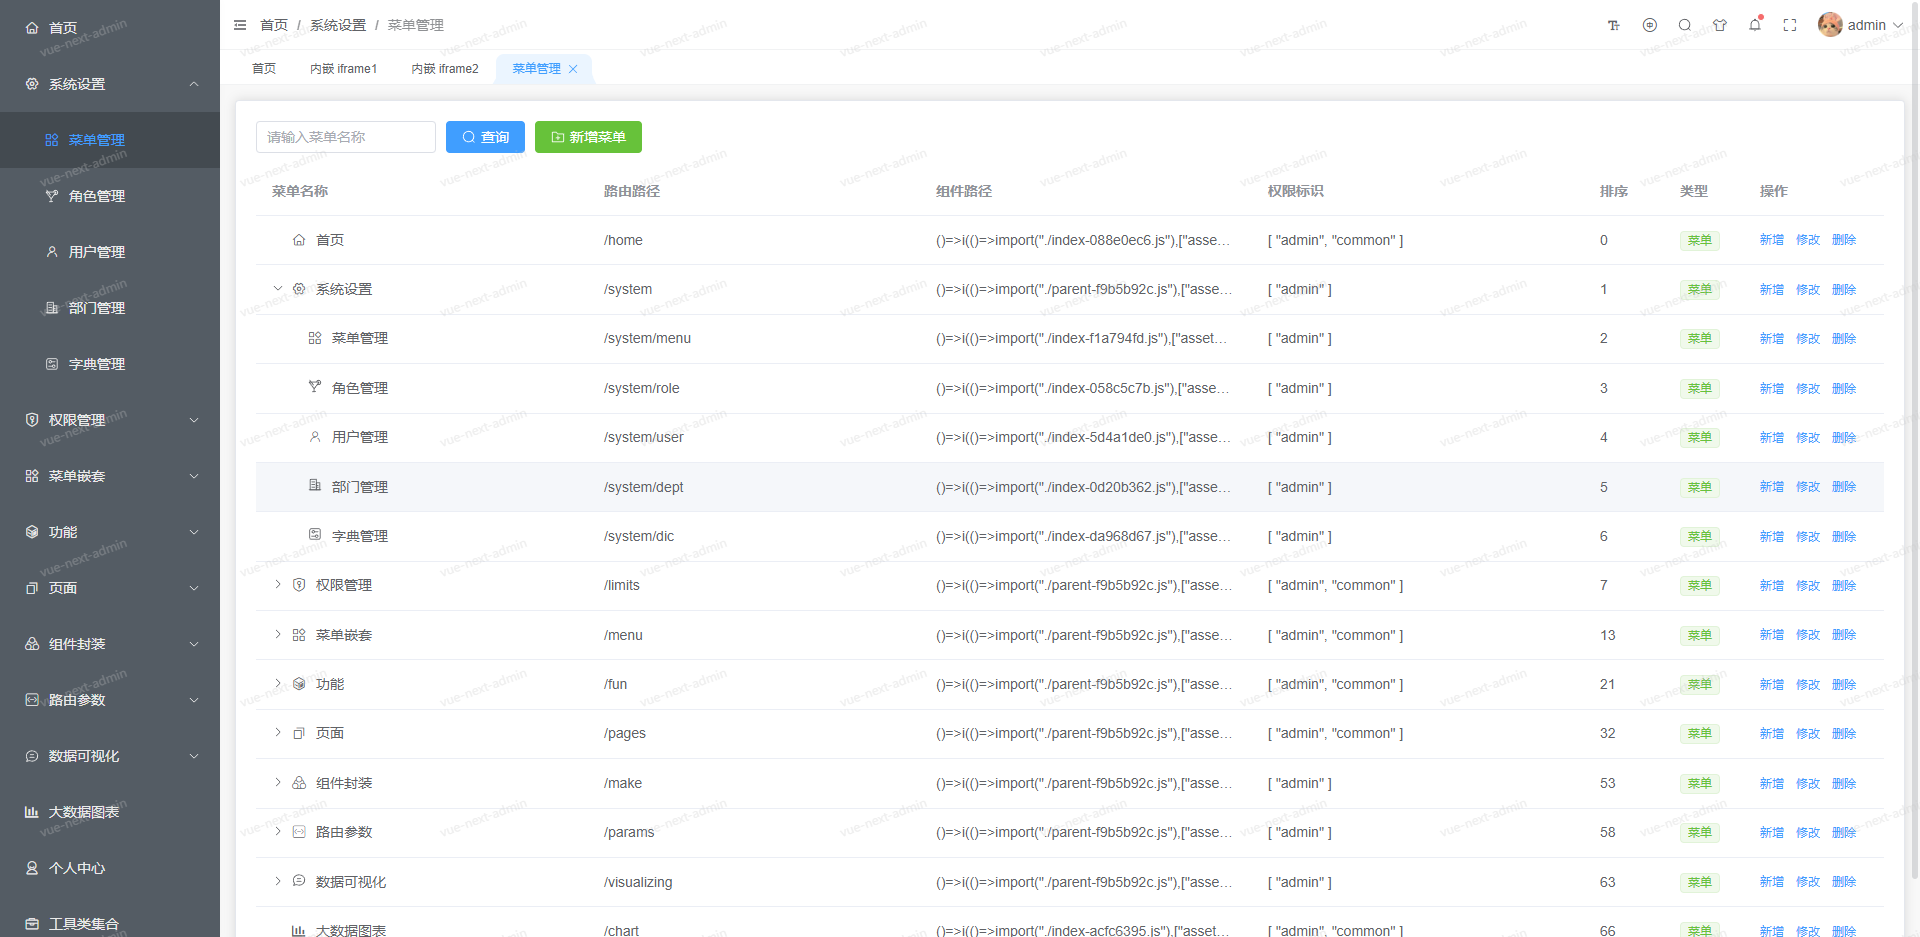 首页
系统设置
菜单管理
角色管理
用户管理
部门管理
字典管理
权限管理
菜单嵌套
功能
页面
组件封装
路由参数
数据可视化
大数据图表
个人中心
工具类集合
首页 / 系统设置 / 菜单管理
admin
首页 内嵌 iframe1 内嵌 iframe2 菜单管理
请输入菜单名称 查询 新增菜单
菜单名称 路由路径 组件路径 权限标识 排序 类型 操作
首页 /home ()=>i(()=>import("./index-088e0ec6.js"),["asse... [ "admin", "common" ] 0 菜单 新增 修改 删除
系统设置 /system ()=>i(()=>import("./parent-f9b5b92c.js"),["asse... [ "admin" ] 1 菜单 新增 修改 删除
菜单管理 /system/menu ()=>i(()=>import("./index-f1a794fd.js"),["asset... [ "admin" ] 2 菜单 新增 修改 删除
角色管理 /system/role ()=>i(()=>import("./index-058c5c7b.js"),["asse... [ "admin" ] 3 菜单 新增 修改 删除
用户管理 /system/user ()=>i(()=>import("./index-5d4a1de0.js"),["asse... [ "admin" ] 4 菜单 新增 修改 删除
部门管理 /system/dept ()=>i(()=>import("./index-0d20b362.js"),["asse... [ "admin" ] 5 菜单 新增 修改 删除
字典管理 /system/dic ()=>i(()=>import("./index-da968d67.js"),["asse... [ "admin" ] 6 菜单 新增 修改 删除
权限管理 /limits ()=>i(()=>import("./parent-f9b5b92c.js"),["asse... [ "admin", "common" ] 7 菜单 新增 修改 删除
菜单嵌套 /menu ()=>i(()=>import("./parent-f9b5b92c.js"),["asse... [ "admin", "common" ] 13 菜单 新增 修改 删除
功能 /fun ()=>i(()=>import("./parent-f9b5b92c.js"),["asse... [ "admin", "common" ] 21 菜单 新增 修改 删除
页面 /pages ()=>i(()=>import("./parent-f9b5b92c.js"),["asse... [ "admin", "common" ] 32 菜单 新增 修改 删除
组件封装 /make ()=>i(()=>import("./parent-f9b5b92c.js"),["asse... [ "admin" ] 53 菜单 新增 修改 删除
路由参数 /params ()=>i(()=>import("./parent-f9b5b92c.js"),["asse... [ "admin" ] 58 菜单 新增 修改 删除
数据可视化 /visualizing ()=>i(()=>import("./parent-f9b5b92c.js"),["asse... [ "admin" ] 63 菜单 新增 修改 删除
大数据图表 /chart ()=>i(()=>import("./index-acfc6395.js"),["asset... [ "admin" ] 66 菜单 新增 修改 删除
vue-next-admin